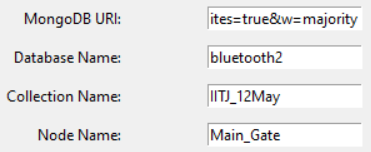 MongoDB URI: ites=true&w=majority
Database Name: bluetooth2
Collection Name: IITJ_12May
Node Name: Main_Gate